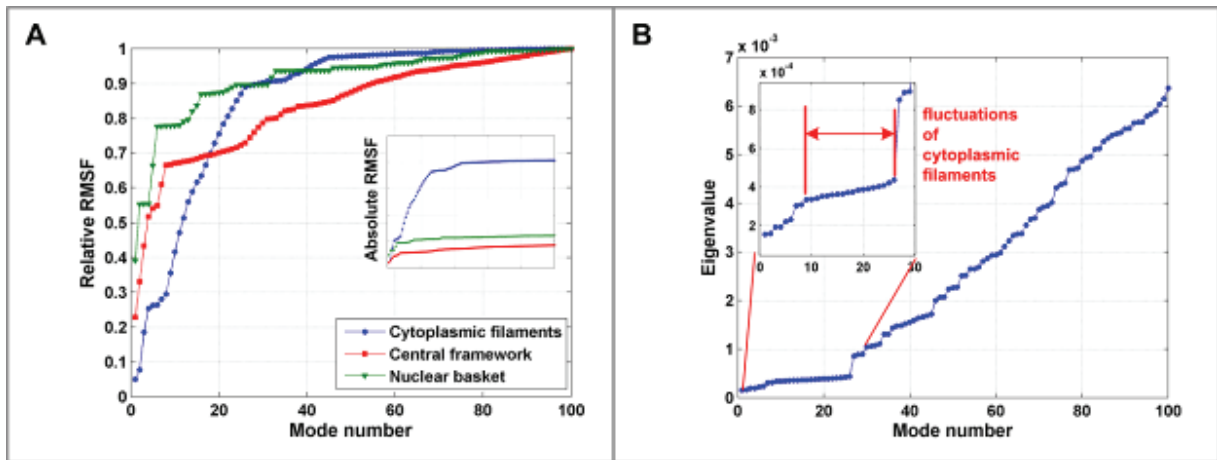 A
1
0.9
0.8
0.7
0.6
0.5
0.4
0.3
0.2
0.1
0
Relative RMSF
Absolute RMSF
Cytoplasmic filaments
Central framework
Nuclear basket
0 20 40 60 80 100
Mode number
B
x 10-3
7
6
5
4
3
2
1
0
Eigenvalue
x 10-4
8
6
4
2
0 10 20 30
fluctuations
of
cytoplasmic
filaments
0 20 40 60 80 100
Mode number